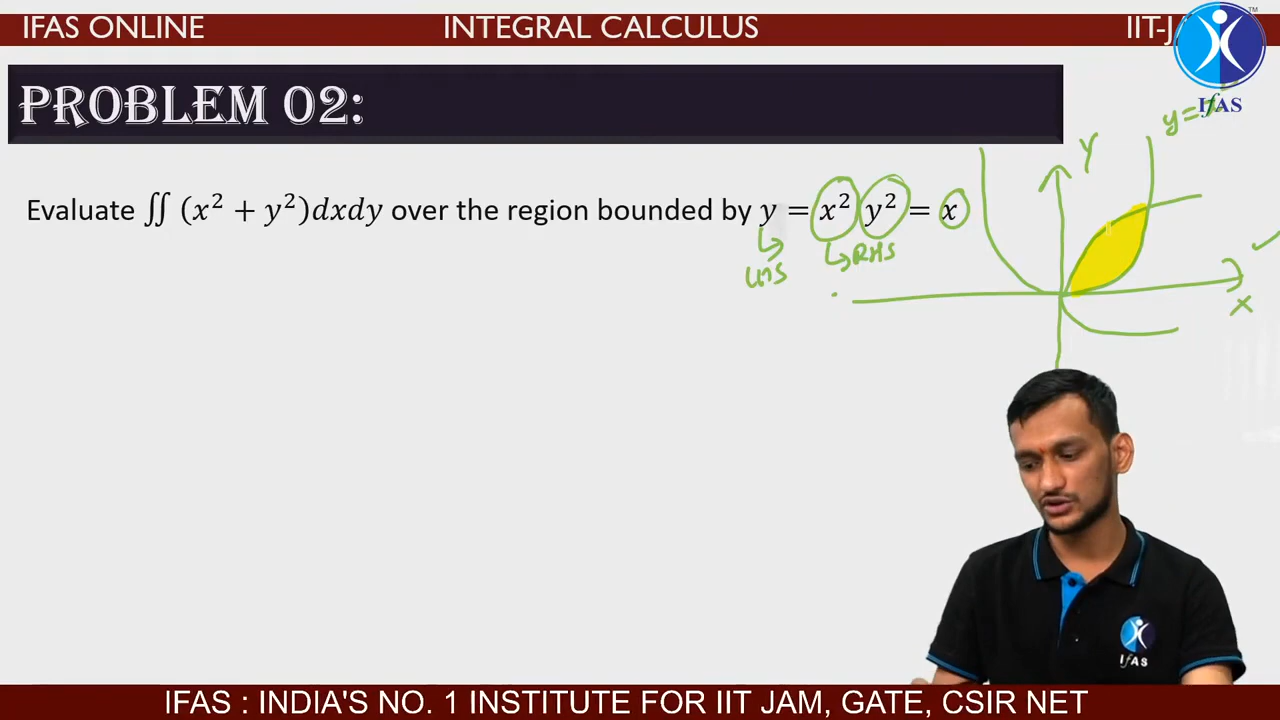 IFAS ONLINE INTEGRAL CALCULUS
PROBLEM 02:
IFAS
y=
Y
Evaluate ∬ (x² + y²)dxdy over the region bounded by y = x² y² = x
LHS
RHS
X
IFAS
IFAS : INDIA'S NO. 1 INSTITUTE FOR IIT JAM, GATE, CSIR NET